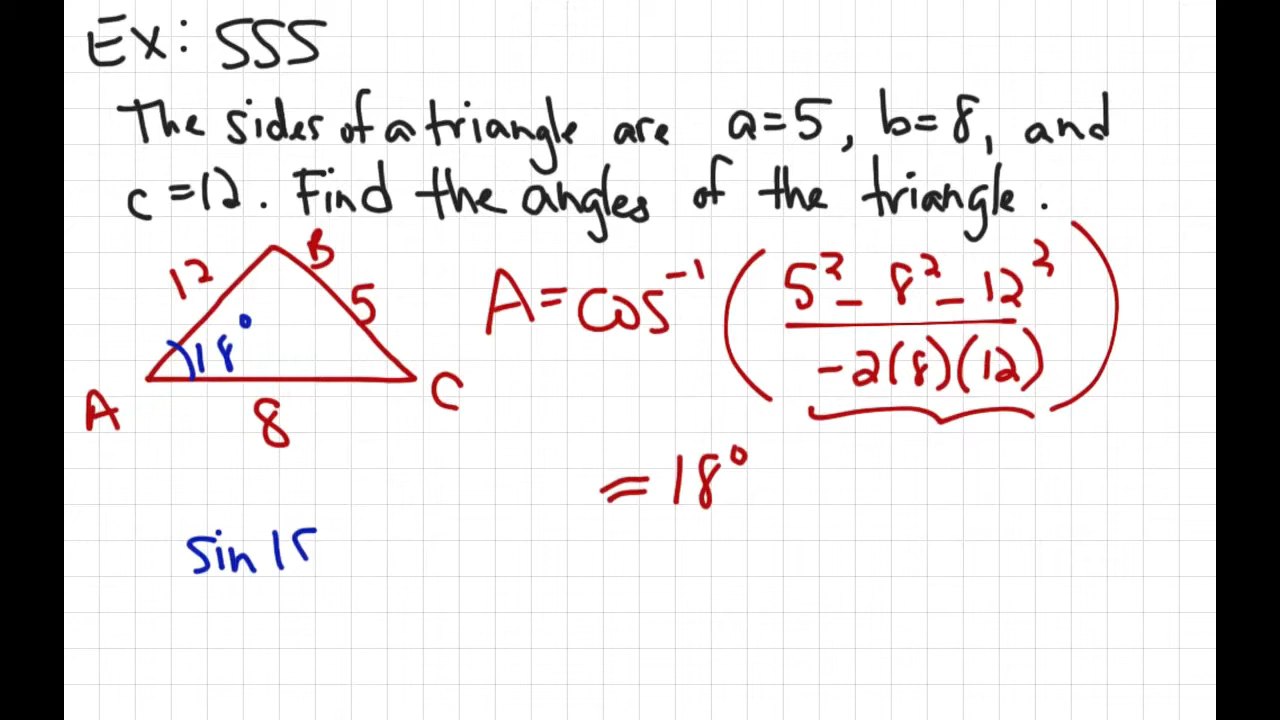 Ex: SSS
The sides of a triangle are a=5, b=8, and
c=12. Find the angles of the triangle.
12 B 5
18°
A 8 C
A = cos⁻¹ ( 5² - 8² - 12² / -2(8)(12) )
= 18°
sin 1